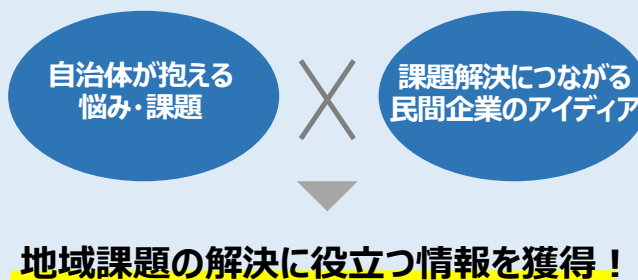 自治体が抱える
悩み・課題
課題解決につながる
民間企業のアイディア
地域課題の解決に役立つ情報を獲得！